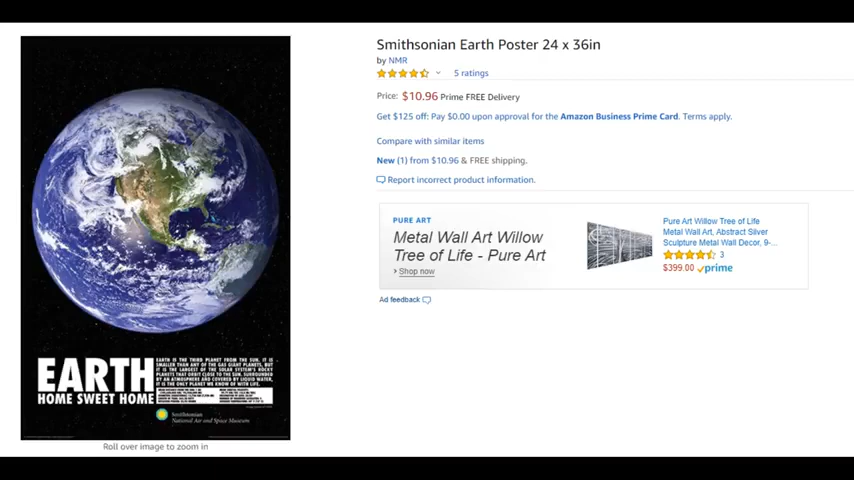 Smithsonian Earth Poster 24 x 36in
by NMR
5 ratings
Price: $10.96 Prime FREE Delivery
Get $125 off: Pay $0.00 upon approval for the Amazon Business Prime Card. Terms apply.
Compare with similar items
New (1) from $10.96 & FREE shipping.
Report incorrect product information.
PURE ART
Metal Wall Art Willow
Tree of Life - Pure Art
Shop now
Pure Art Willow Tree of Life
Metal Wall Art, Abstract Silver
Sculpture Metal Wall Decor, 9-...
3
$399.00 prime
Ad feedback
EARTH
HOME SWEET HOME
EARTH IS THE THIRD PLANET FROM THE SUN. IT IS
SMALLER THAN ANY OF THE GAS GIANT PLANETS, BUT
IT IS THE LARGEST OF THE SOLAR SYSTEM'S ROCKY
PLANETS THAT ORBIT CLOSE TO THE SUN. SURROUNDED
BY AN ATMOSPHERE AND COVERED BY LIQUID WATER,
IT IS THE ONLY PLANET WE KNOW OF WITH LIFE.
Smithsonian
National Air and Space Museum
Roll over image to zoom in